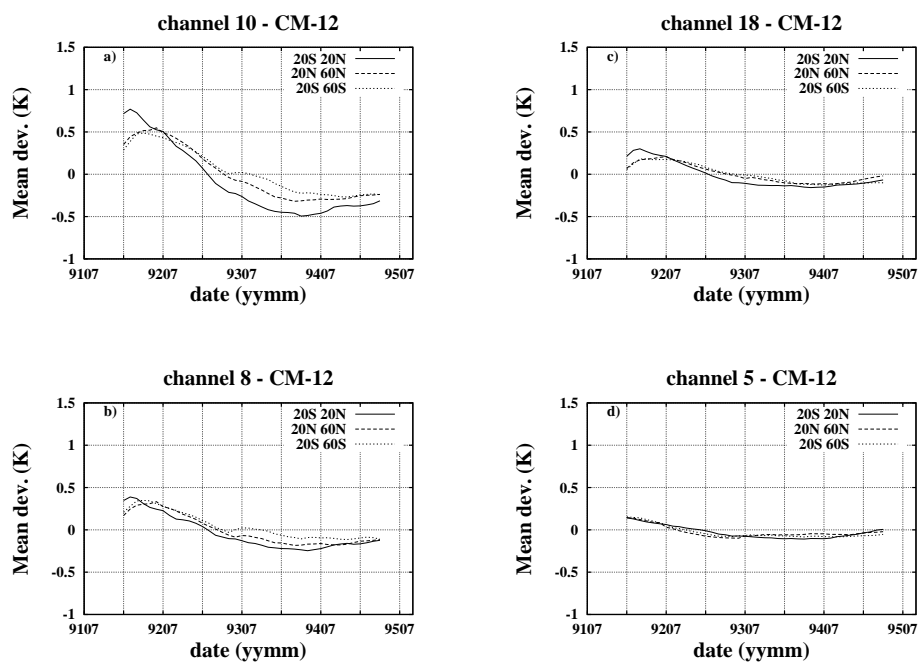 channel 10 - CM-12
a)
20S 20N
20N 60N
20S 60S
1.5
1
0.5
0
-0.5
-1
Mean dev. (K)
9107 9207 9307 9407 9507
date (yymm)
channel 18 - CM-12
c)
20S 20N
20N 60N
20S 60S
1.5
1
0.5
0
-0.5
-1
Mean dev. (K)
9107 9207 9307 9407 9507
date (yymm)
channel 8 - CM-12
b)
20S 20N
20N 60N
20S 60S
1.5
1
0.5
0
-0.5
-1
Mean dev. (K)
9107 9207 9307 9407 9507
date (yymm)
channel 5 - CM-12
d)
20S 20N
20N 60N
20S 60S
1.5
1
0.5
0
-0.5
-1
Mean dev. (K)
9107 9207 9307 9407 9507
date (yymm)